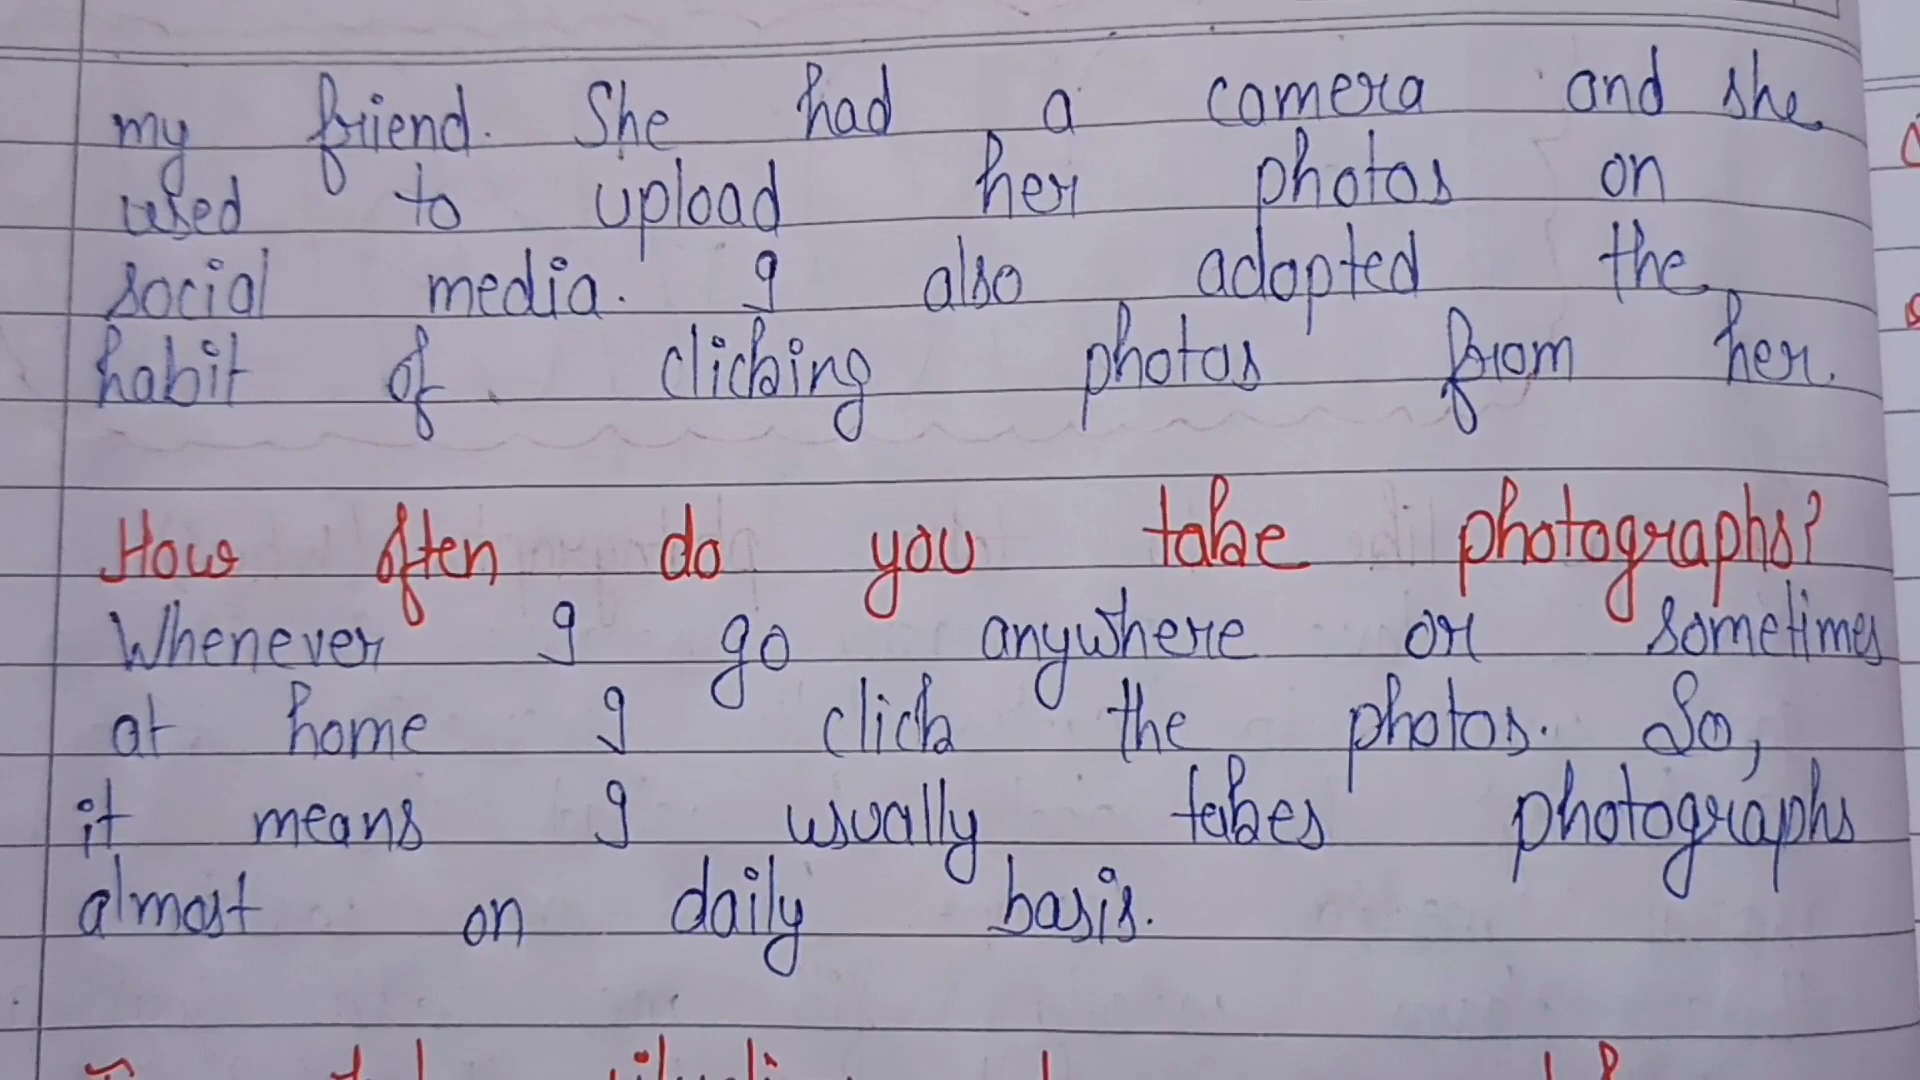 my friend. She had a camera and she
used to upload her photos on
social media. I also adopted the
habit of clicking photos from her.
How often do you take photographs?
Whenever I go anywhere or sometimes
at home I click the photos. So,
it means I usually takes photographs
almost on daily basis.